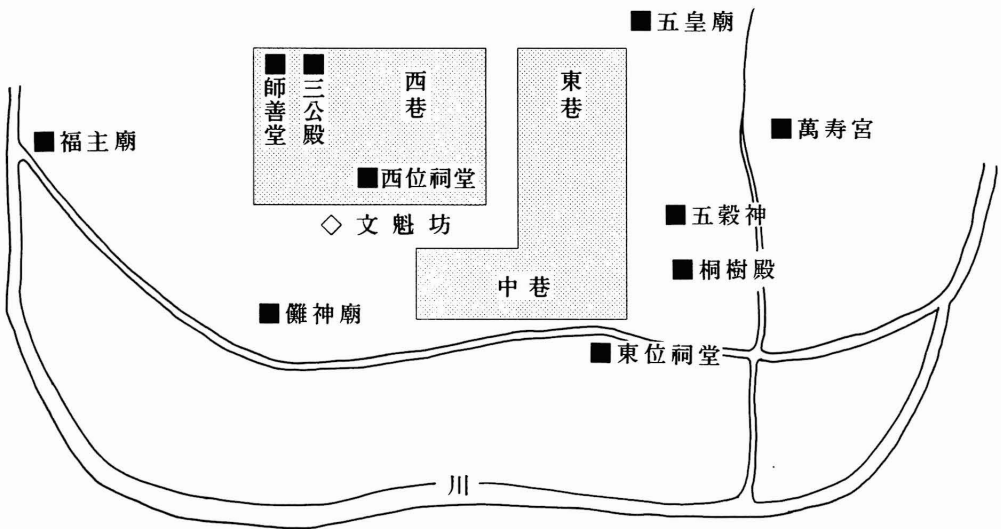 五皇廟
師善堂
三公殿
西巷
東巷
福主廟
萬寿宮
西位祠堂
文魁坊
五穀神
桐樹殿
中巷
儺神廟
東位祠堂
川